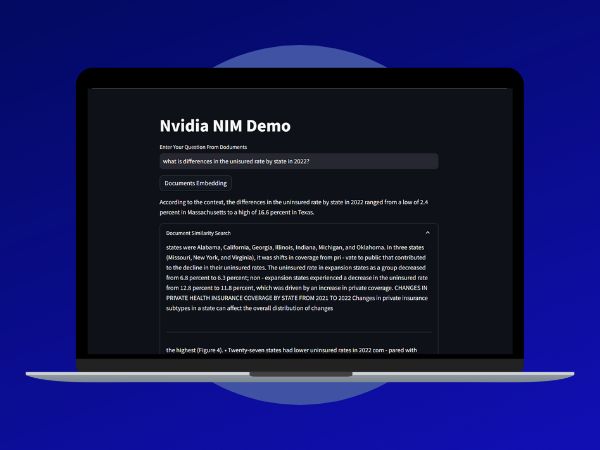 Nvidia NIM Demo
Enter Your Question From Documents
what is differences in the unisured rate by state in 2022?
Documents Embedding
According to the context, the differences in the uninsured rate by state in 2022 ranged from a low of 2.4
percent in Massachusetts to a high of 16.6 percent in Texas.
Document Similarity Search
states were Alabama, California, Georgia, Illinois, Indiana, Michigan, and Oklahoma. In three states
(Missouri, New York, and Virginia), it was shifts in coverage from pri - vate to public that contributed
to the decline in their uninsured rates. The uninsured rate in expansion states as a group decreased
from 6.8 percent to 6.3 percent; non - expansion states experienced a decrease in the uninsured rate
from 12.8 percent to 11.8 percent, which was driven by an increase in private coverage. CHANGES IN
PRIVATE HEALTH INSURANCE COVERAGE BY STATE FROM 2021 TO 2022 Changes in private insurance
subtypes in a state can affect the overall distribution of changes
the highest (Figure 4). • Twenty-seven states had lower uninsured rates in 2022 com - pared with